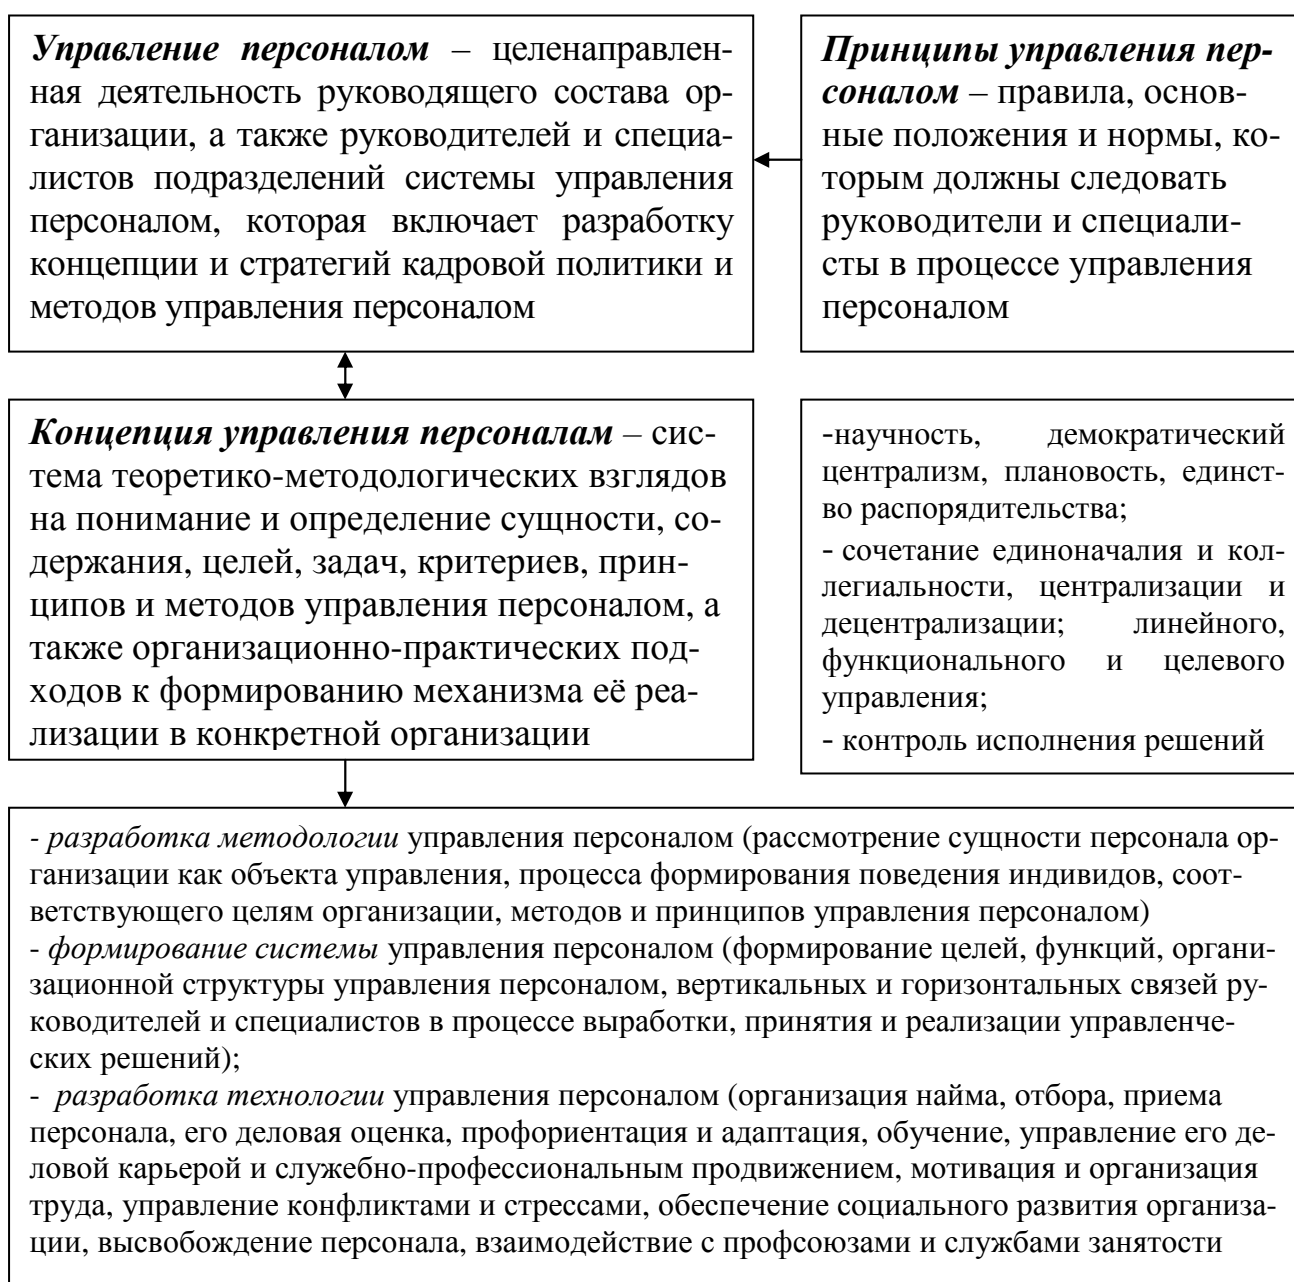 Управление персоналом – целенаправлен-
ная деятельность руководящего состава ор-
ганизации, а также руководителей и специа-
листов подразделений системы управления
персоналом, которая включает разработку
концепции и стратегий кадровой политики и
методов управления персоналом
Принципы управления пер-
соналом – правила, основ-
ные положения и нормы, ко-
торым должны следовать
руководители и специали-
сты в процессе управления
персоналом
Концепция управления персоналам – сис-
тема теоретико-методологических взглядов
на понимание и определение сущности, со-
держания, целей, задач, критериев, прин-
ципов и методов управления персоналом, а
также организационно-практических под-
ходов к формированию механизма её реа-
лизации в конкретной организации
-научность, демократический
централизм, плановость, единст-
во распорядительства;
- сочетание единоначалия и кол-
легиальности, централизации и
децентрализации; линейного,
функционального и целевого
управления;
- контроль исполнения решений
- разработка методологии управления персоналом (рассмотрение сущности персонала ор-
ганизации как объекта управления, процесса формирования поведения индивидов, соот-
ветствующего целям организации, методов и принципов управления персоналом)
- формирование системы управления персоналом (формирование целей, функций, органи-
зационной структуры управления персоналом, вертикальных и горизонтальных связей ру-
ководителей и специалистов в процессе выработки, принятия и реализации управленче-
ских решений);
- разработка технологии управления персоналом (организация найма, отбора, приема
персонала, его деловая оценка, профориентация и адаптация, обучение, управление его де-
ловой карьерой и служебно-профессиональным продвижением, мотивация и организация
труда, управление конфликтами и стрессами, обеспечение социального развития организа-
ции, высвобождение персонала, взаимодействие с профсоюзами и службами занятости